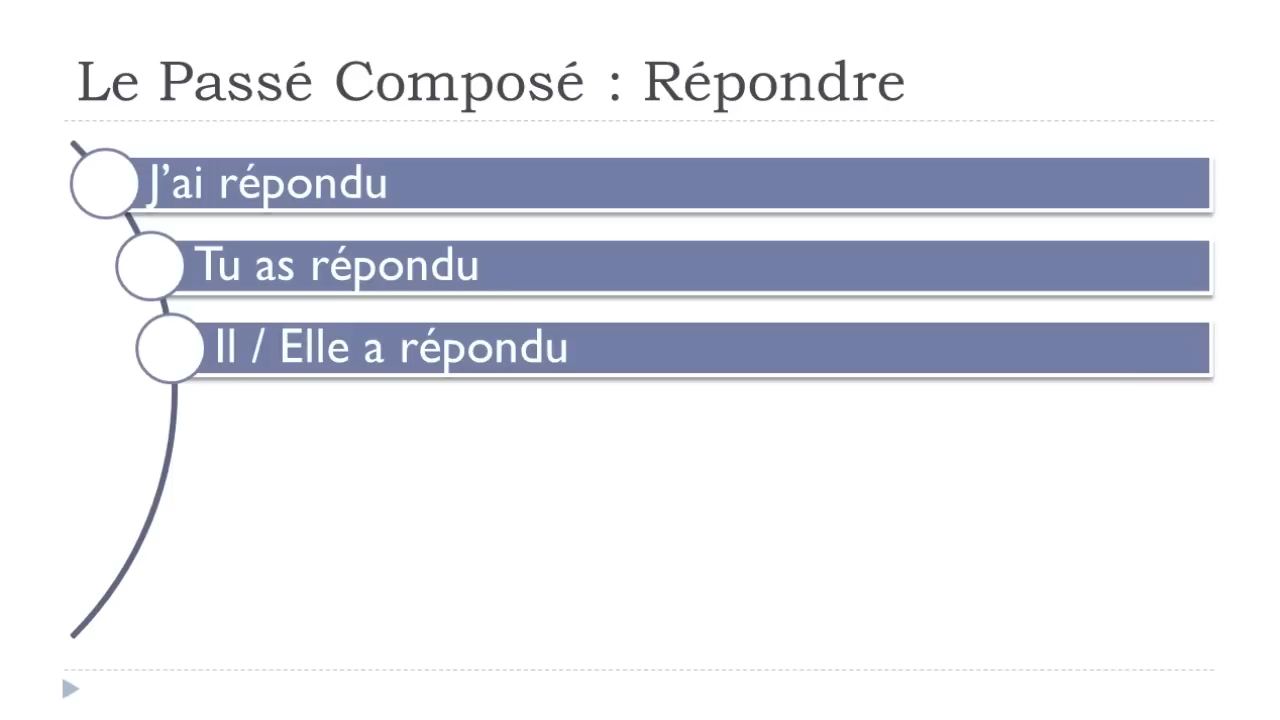 Le Passé Composé : Répondre
J’ai répondu
Tu as répondu
Il / Elle a répondu